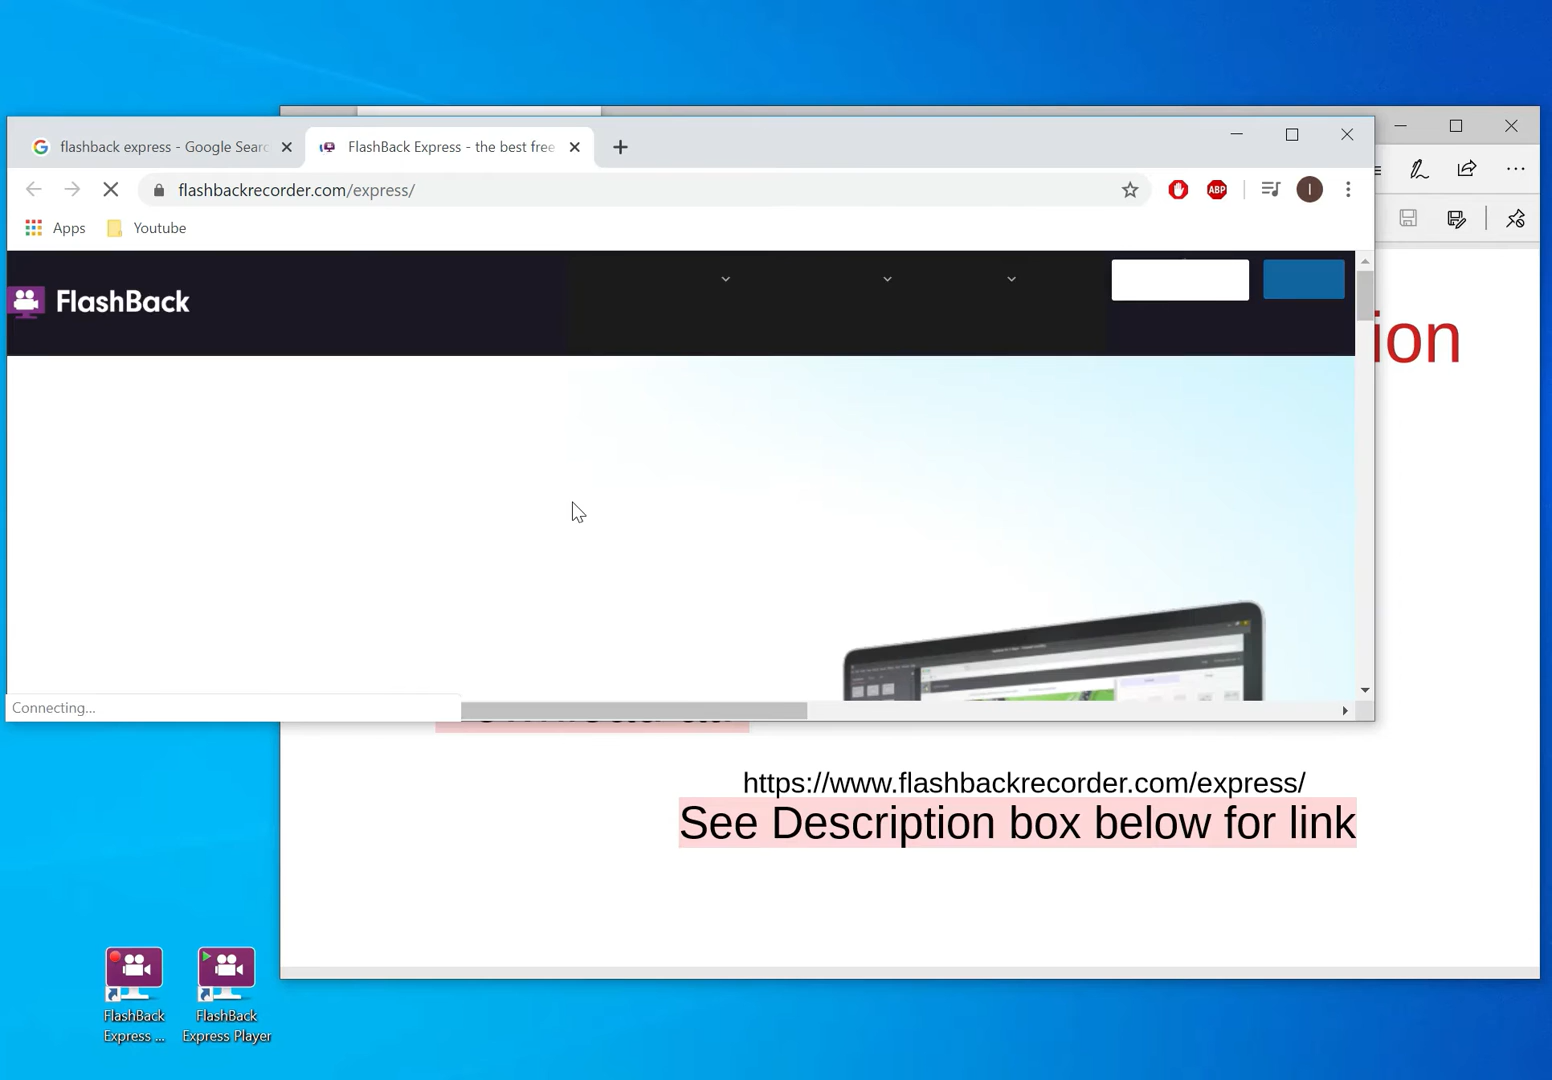 flashback express - Google Searc
FlashBack Express - the best free
flashbackrecorder.com/express/
ABP
I
Apps
Youtube
FlashBack
ion
Connecting...
https://www.flashbackrecorder.com/express/
See Description box below for link
FlashBack
Express ...
FlashBack
Express Player